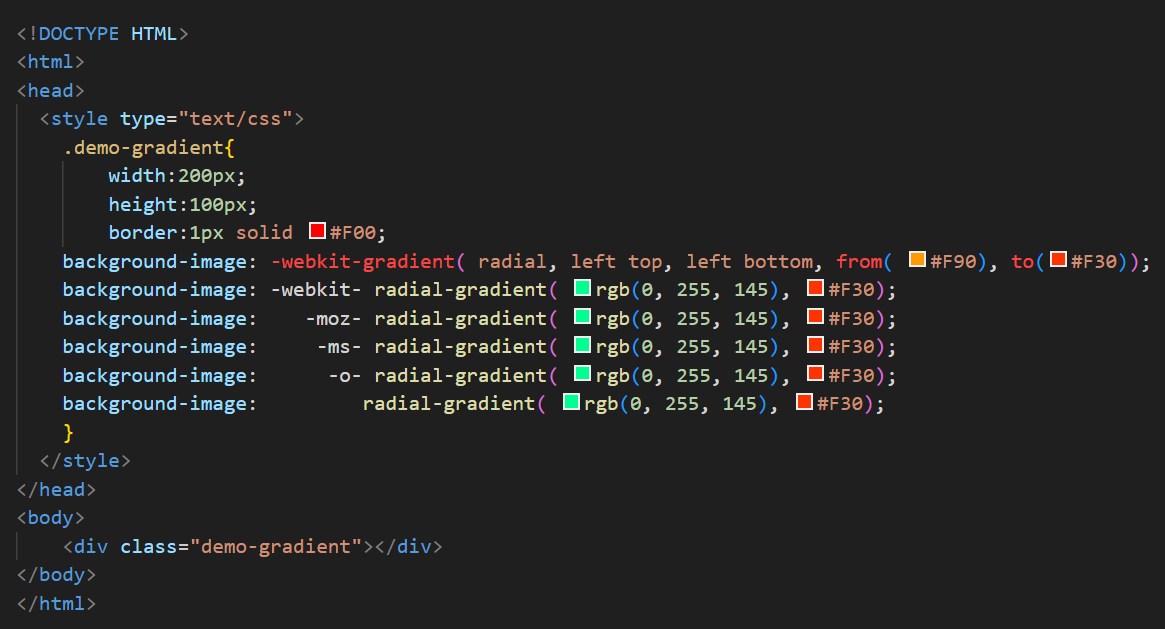 <!DOCTYPE HTML>
<html>
<head>
  <style type="text/css">
    .demo-gradient{
        width:200px;
        height:100px;
        border:1px solid #F00;
    background-image: -webkit-gradient( radial, left top, left bottom, from( #F90), to( #F30));
    background-image: -webkit- radial-gradient( rgb(0, 255, 145), #F30);
    background-image:    -moz- radial-gradient( rgb(0, 255, 145), #F30);
    background-image:     -ms- radial-gradient( rgb(0, 255, 145), #F30);
    background-image:      -o- radial-gradient( rgb(0, 255, 145), #F30);
    background-image:         radial-gradient( rgb(0, 255, 145), #F30);
    }
  </style>
</head>
<body>
    <div class="demo-gradient"></div>
</body>
</html>